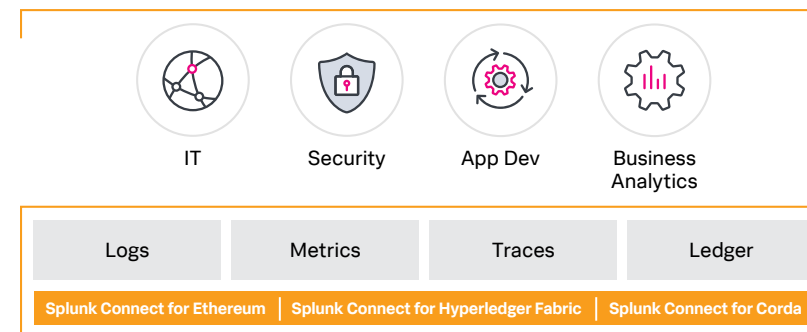 IT
Security
App Dev
Business
Analytics
Logs
Metrics
Traces
Ledger
Splunk Connect for Ethereum | Splunk Connect for Hyperledger Fabric | Splunk Connect for Corda